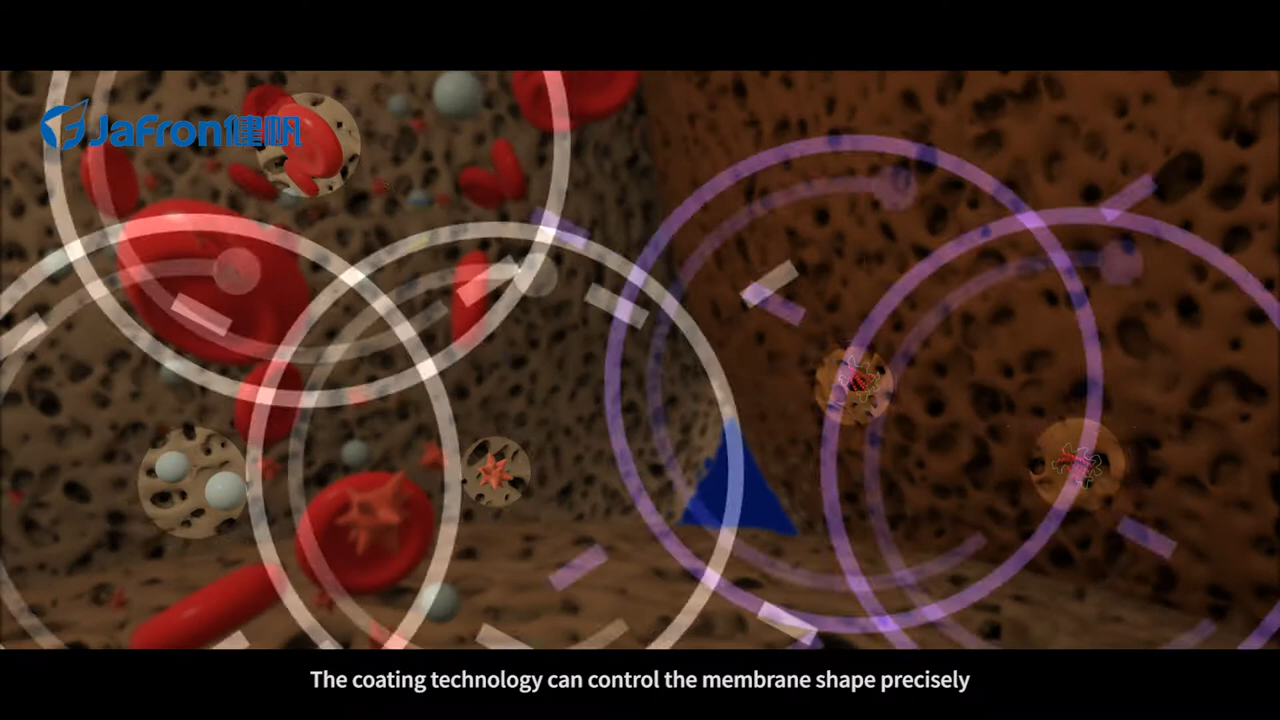 Jafron健帆
The coating technology can control the membrane shape precisely